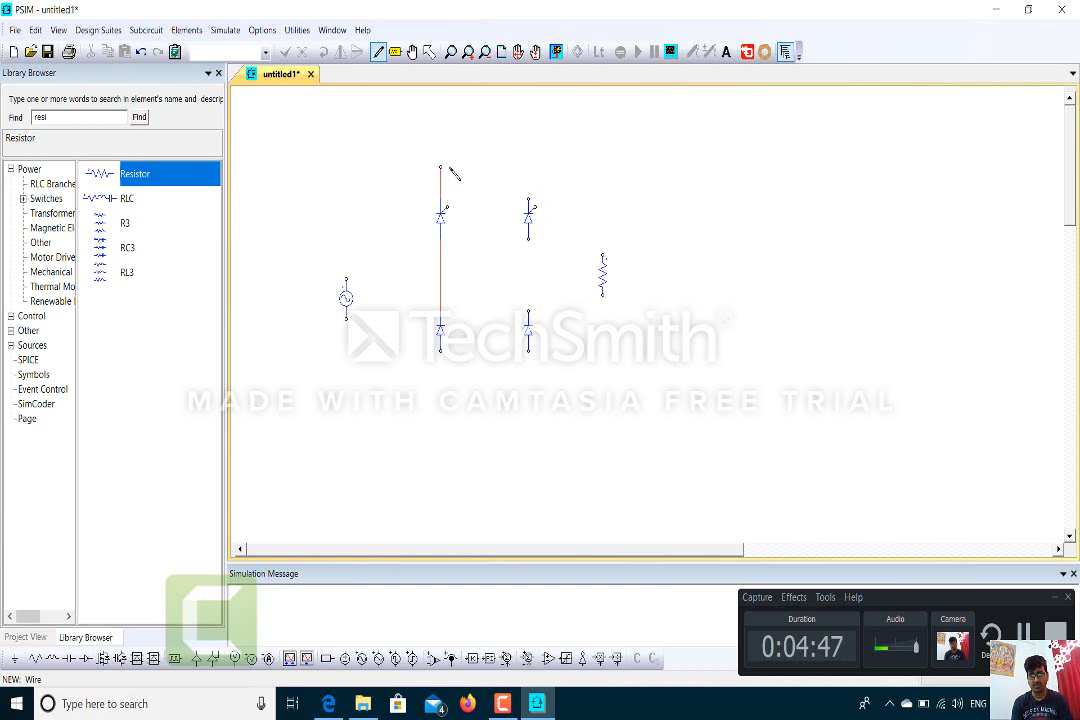 PSIM - untitled1*
File Edit View Design Suites Subcircuit Elements Simulate Options Utilities Window Help
Lt A
Library Browser
untitled1*
Type one or more words to search in element's name and descrip
Find resi Find
Resistor
Power
RLC Branche
Switches
Transformer
Magnetic El
Other
Motor Drive
Mechanical
Thermal Mo
Renewable
Control
Other
Sources
SPICE
Symbols
Event Control
SimCoder
Page
Resistor
RLC
R3
RC3
RL3
TechSmith®
MADE WITH CAMTASIA FREE TRIAL
Simulation Message
Project View Library Browser
Capture Effects Tools Help
Duration
0:04:47
Audio
Camera
NEW: Wire
Type here to search
4
ENG